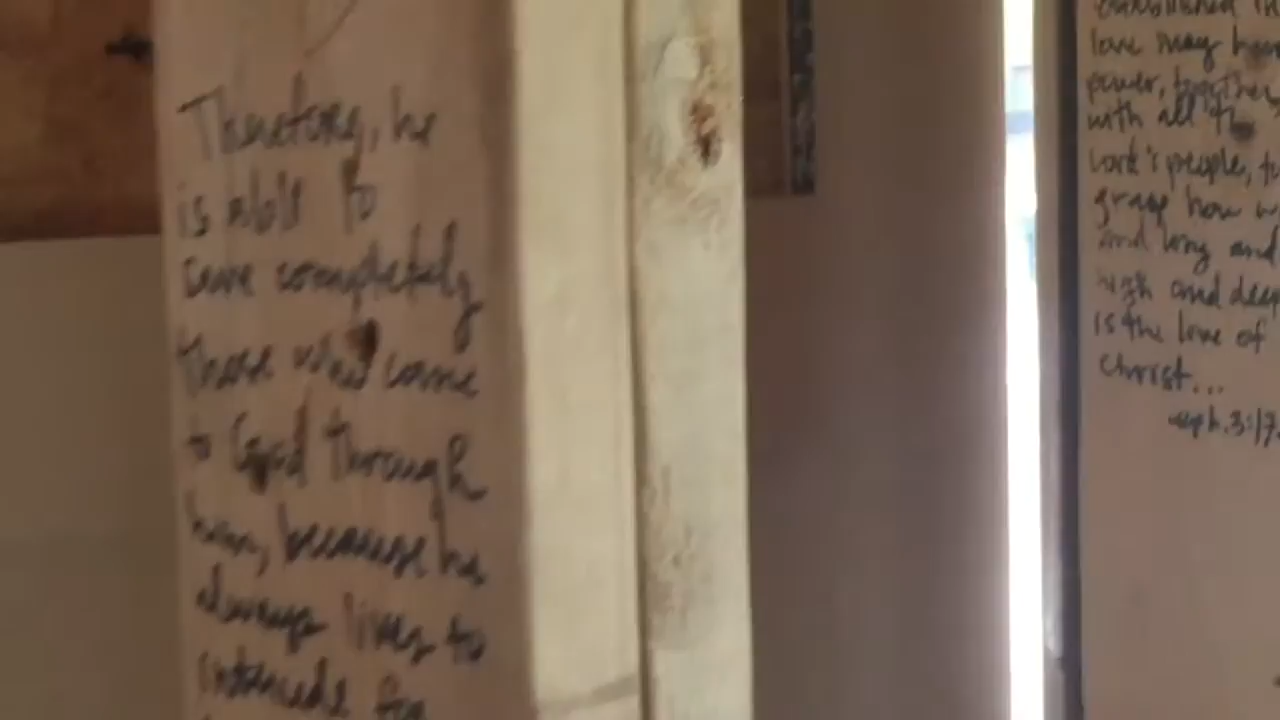 Therefore, he
is able to
save completely
those who come
to God through
him, because he
always lives to
intercede for
established in
love may have
power, together
with all the
Lord's people, to
grasp how
and long and
high and deep
is the love of
Christ...
eph. 3:17